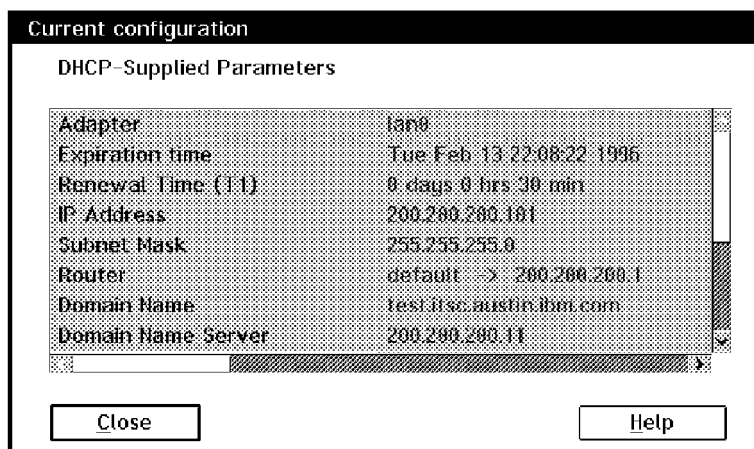 Current configuration
DHCP-Supplied Parameters
Adapter lan0
Expiration time Tue Feb 13 22:08:22 1996
Renewal Time (T1) 0 days 0 hrs 30 min
IP Address 200.200.200.101
Subnet Mask 255.255.255.0
Router default -> 200.200.200.1
Domain Name test.itsc.austin.ibm.com
Domain Name Server 200.200.200.11
Close Help